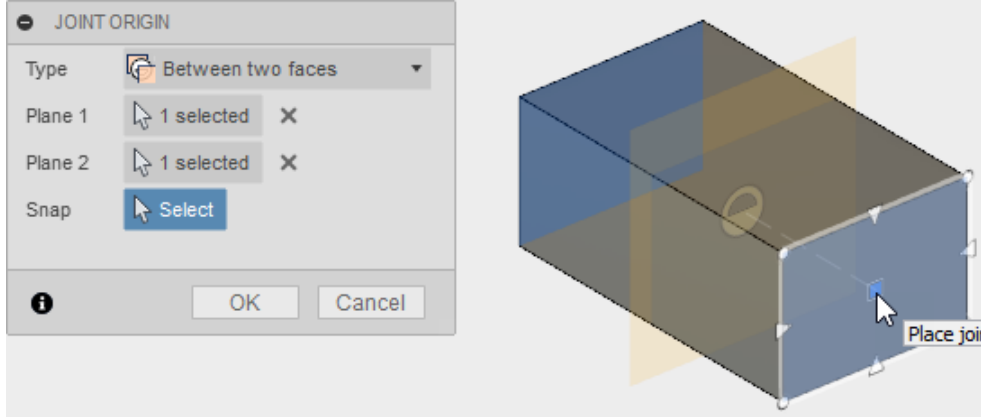 JOINT ORIGIN
Type Between two faces
Plane 1 1 selected
Plane 2 1 selected
Snap Select
OK Cancel
Place joi